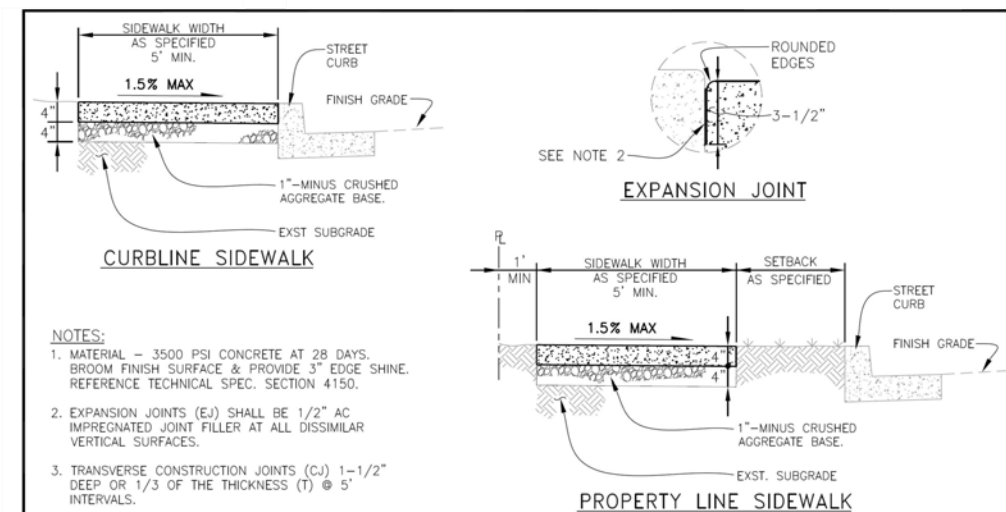 SIDEWALK WIDTH
AS SPECIFIED
5' MIN.
1.5% MAX
STREET
CURB
FINISH GRADE
4"
4"
1"-MINUS CRUSHED
AGGREGATE BASE.
EXST SUBGRADE
CURBLINE SIDEWALK
ROUNDED
EDGES
3-1/2"
SEE NOTE 2
EXPANSION JOINT
PL
1'
MIN
SIDEWALK WIDTH
AS SPECIFIED
5' MIN.
SETBACK
AS SPECIFIED
STREET
CURB
1.5% MAX
FINISH GRADE
4"
4"
1"-MINUS CRUSHED
AGGREGATE BASE.
EXST. SUBGRADE
PROPERTY LINE SIDEWALK
NOTES:
1. MATERIAL – 3500 PSI CONCRETE AT 28 DAYS.
BROOM FINISH SURFACE & PROVIDE 3" EDGE SHINE.
REFERENCE TECHNICAL SPEC. SECTION 4150.
2. EXPANSION JOINTS (EJ) SHALL BE 1/2" AC
IMPREGNATED JOINT FILLER AT ALL DISSIMILAR
VERTICAL SURFACES.
3. TRANSVERSE CONSTRUCTION JOINTS (CJ) 1-1/2"
DEEP OR 1/3 OF THE THICKNESS (T) @ 5'
INTERVALS.